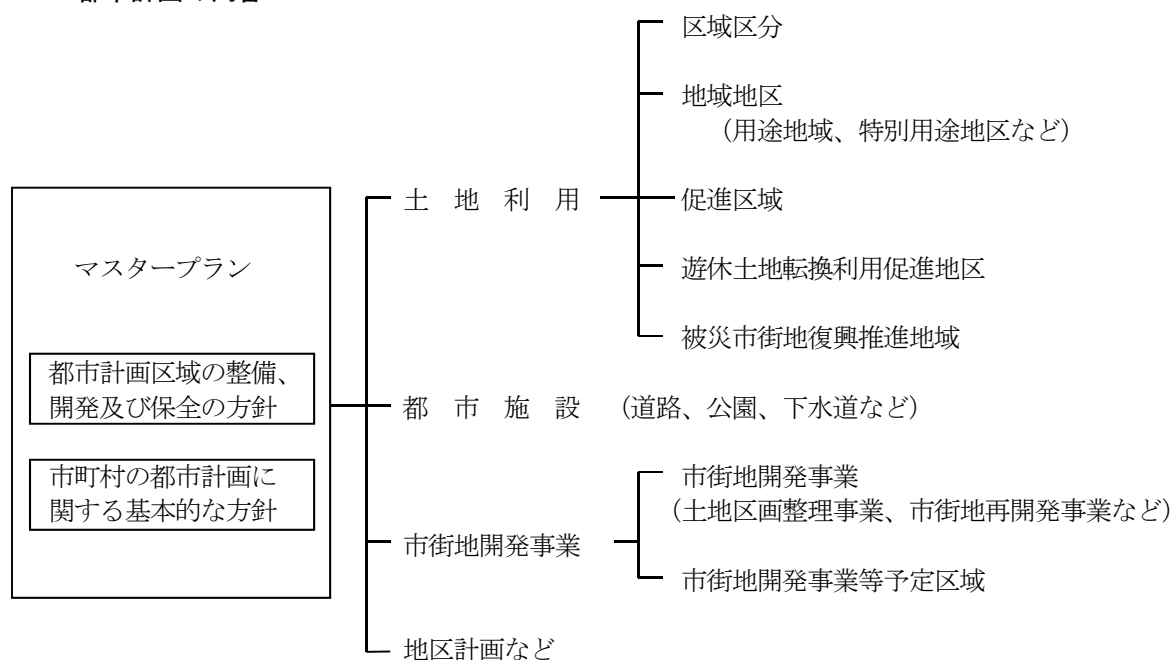 区域区分
地域地区
(用途地域、特別用途地区など)
土地利用
促進区域
マスタープラン
遊休土地転換利用促進地区
被災市街地復興推進地域
都市計画区域の整備、
開発及び保全の方針
都市施設 (道路、公園、下水道など)
市町村の都市計画に
関する基本的な方針
市街地開発事業
(土地区画整理事業、市街地再開発事業など)
市街地開発事業
市街地開発事業等予定区域
地区計画など